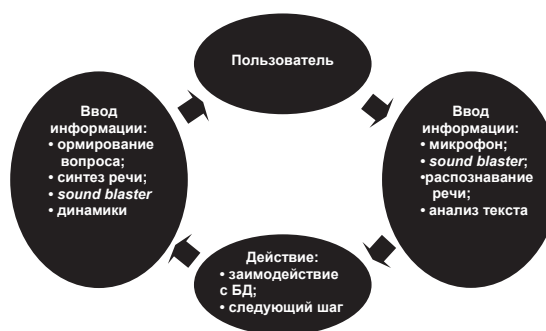 Пользователь
Ввод
информации:
• ормирование
вопроса;
• синтез речи;
• sound blaster
• динамики
Ввод
информации:
• микрофон;
• sound blaster;
•распознавание
речи;
• анализ текста
Действие:
• заимодействие
с БД;
• следующий шаг